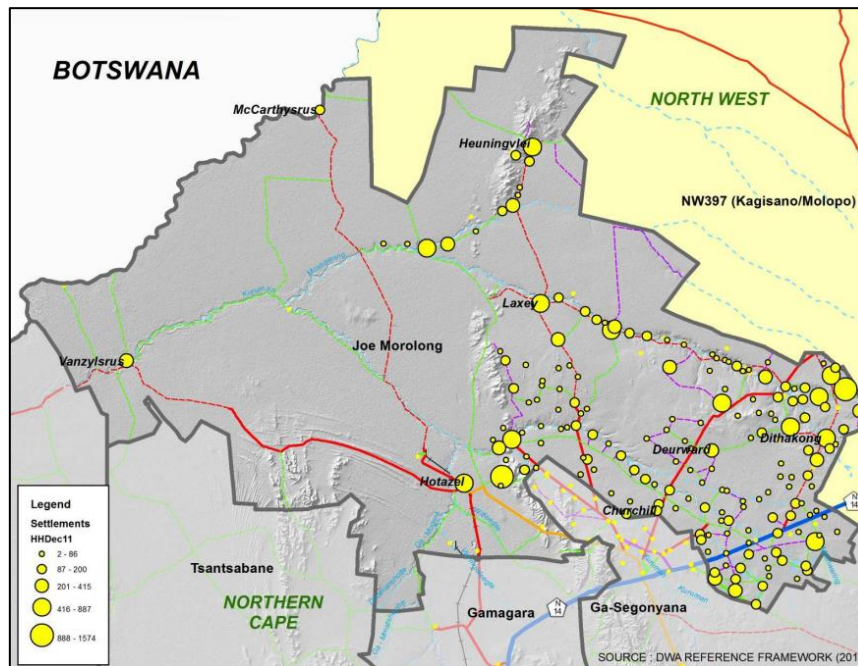 BOTSWANA
McCarthysrus
NORTH WEST
Heuningvlei
NW397 (Kagisano/Molopo)
Laxey
Joe Morolong
Vanzylsrus
Dithakong
Deurward
Hotazel
Churchill
Legend
Settlements
HHDec11
2 - 86
87 - 200
201 - 415
416 - 887
888 - 1574
N
14
Tsantsabane
NORTHERN
CAPE
Gamagara
N
14
Ga-Segonyana
Kuruman
SOURCE : DWA REFERENCE FRAMEWORK (201